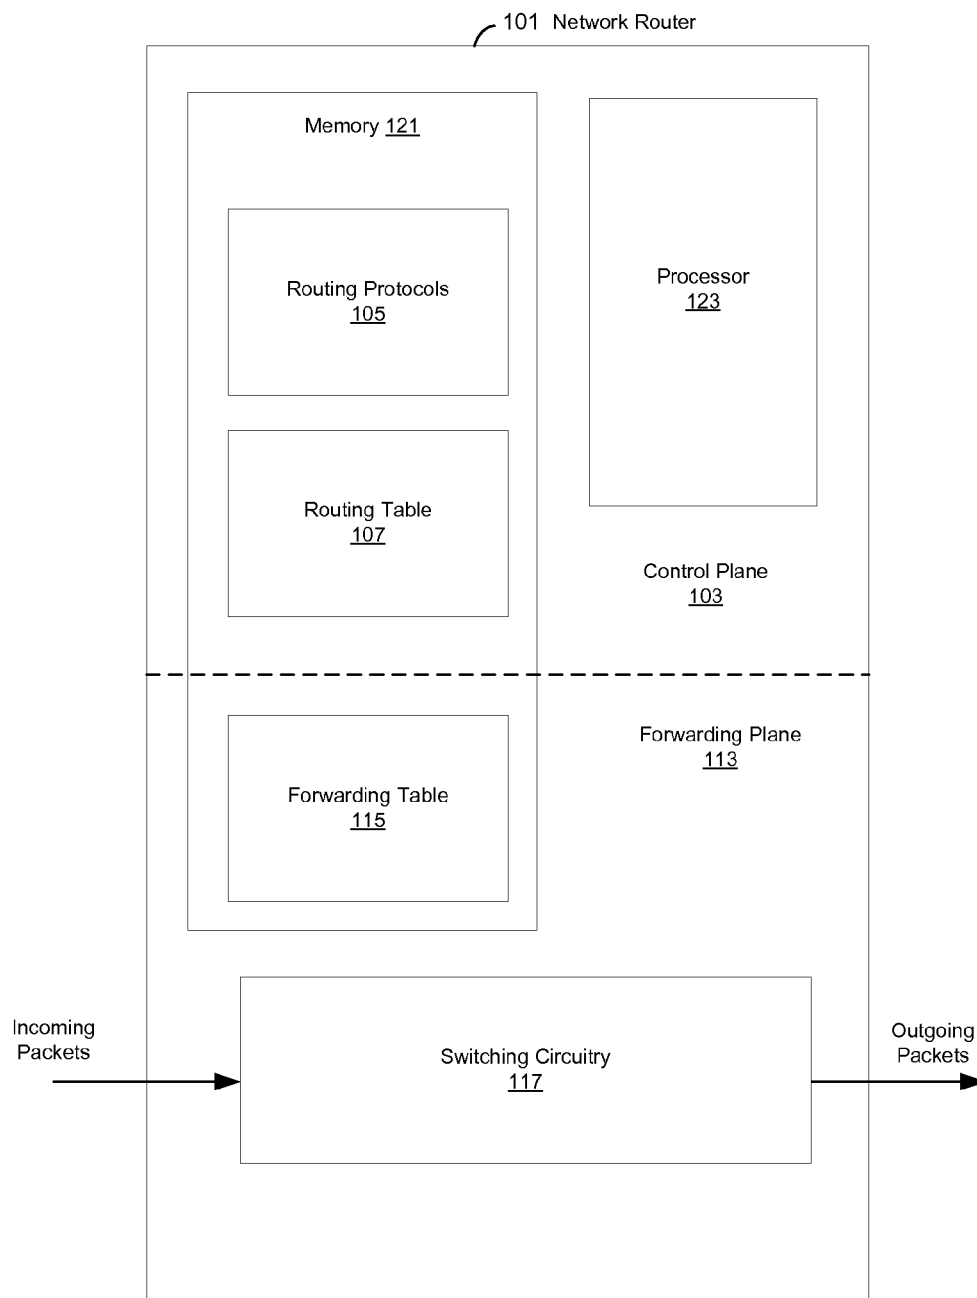 101 Network Router
Memory 121
Routing Protocols
105
Processor
123
Routing Table
107
Control Plane
103
Forwarding Plane
113
Forwarding Table
115
Incoming
Packets
Switching Circuitry
117
Outgoing
Packets